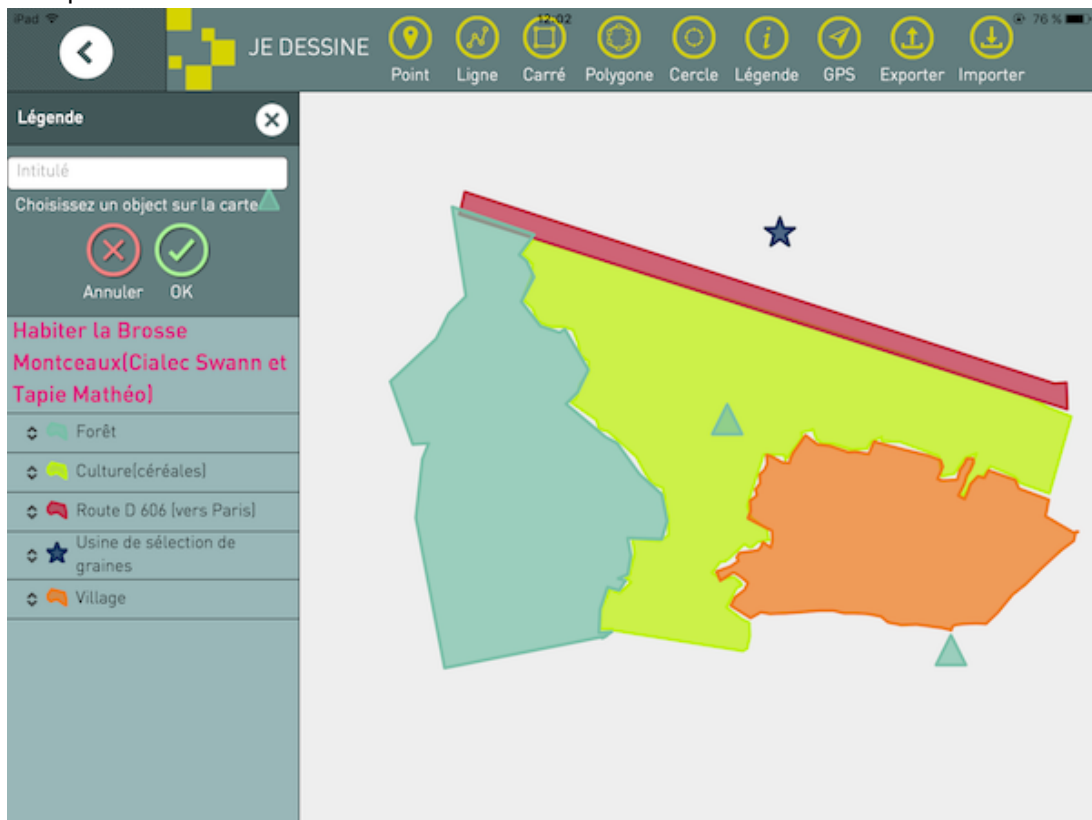 iPad 12:02 76 %
JE DESSINE
Point Ligne Carré Polygone Cercle Légende GPS Exporter Importer
Légende
Intitulé
Choisissez un object sur la carte
Annuler OK
Habiter la Brosse
Montceaux(Cialec Swann et
Tapie Mathéo)
Forêt
Culture(céréales)
Route D 606 (vers Paris)
Usine de sélection de
graines
Village